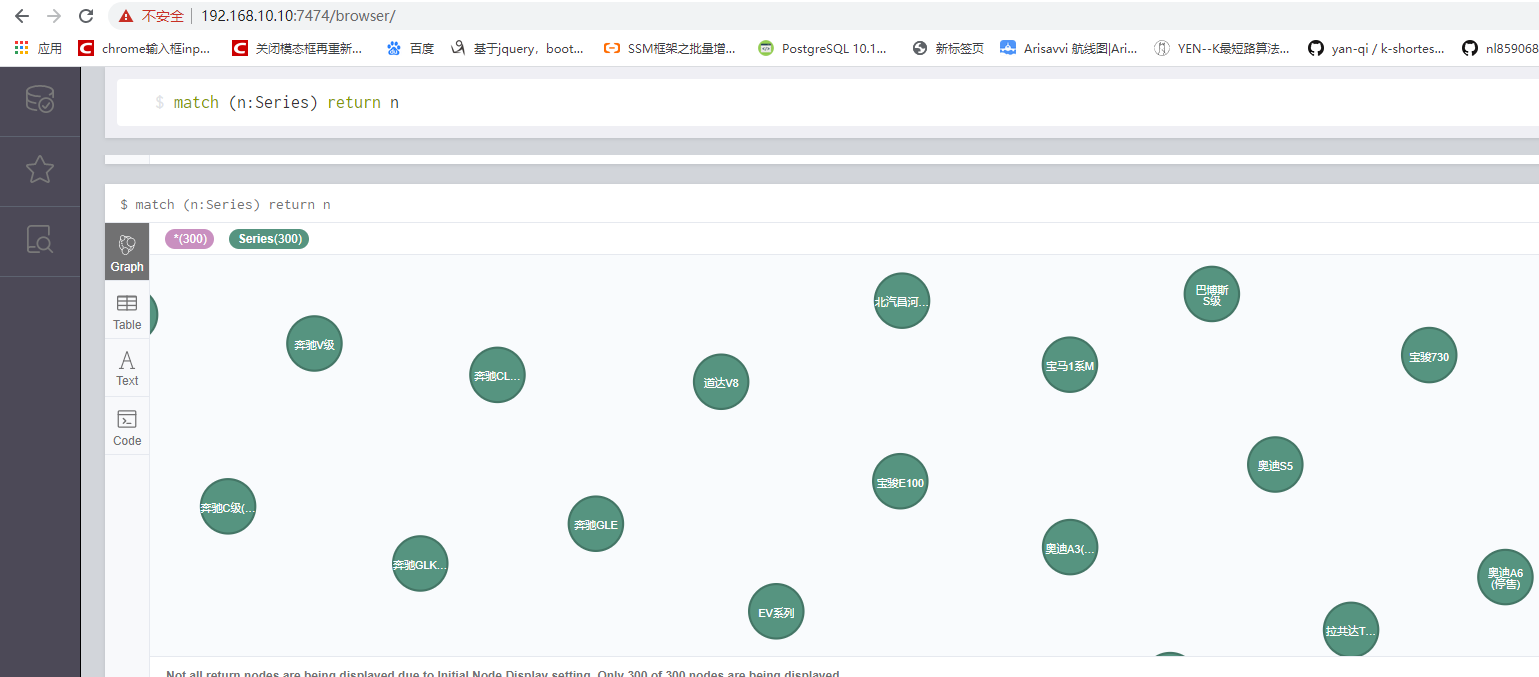 不安全 192.168.10.10:7474/browser/
应用 chrome输入框inp... 关闭模态框再重新... 百度 基于jquery，boot... SSM框架之批量增... PostgreSQL 10.1... 新标签页 Arisavvi 航线图|Ari... YEN--K最短路算法... yan-qi / k-shortes... nl859068
$ match (n:Series) return n
$ match (n:Series) return n
*(300) Series(300)
Graph
Table
Text
Code
北汽昌河...
巴博斯
S级
奔驰V级
奔驰CL...
道达V8
宝马1系M
宝骏730
奔驰C级(...
奔驰GLE
宝骏E100
奥迪S5
奔驰GLK...
奥迪A3(...
EV系列
奥迪A6
(停售)
拉共达T...
Not all return nodes are being displayed due to Initial Node Display setting. Only 300 of 300 nodes are being displayed